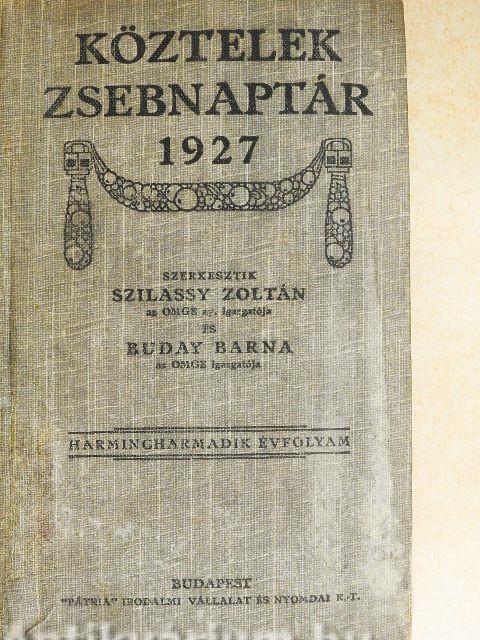 KÖZTELEK
ZSEBNAPTÁR
1927
SZERKESZTIK
SZILASSY ZOLTÁN
az OMGE ny. igazgatója
ÉS
BUDAY BARNA
az OMGE igazgatója
HARMINCHARMADIK ÉVFOLYAM
BUDAPEST
"PÁTRIA" IRODALMI VÁLLALAT ÉS NYOMDAI R.-T.